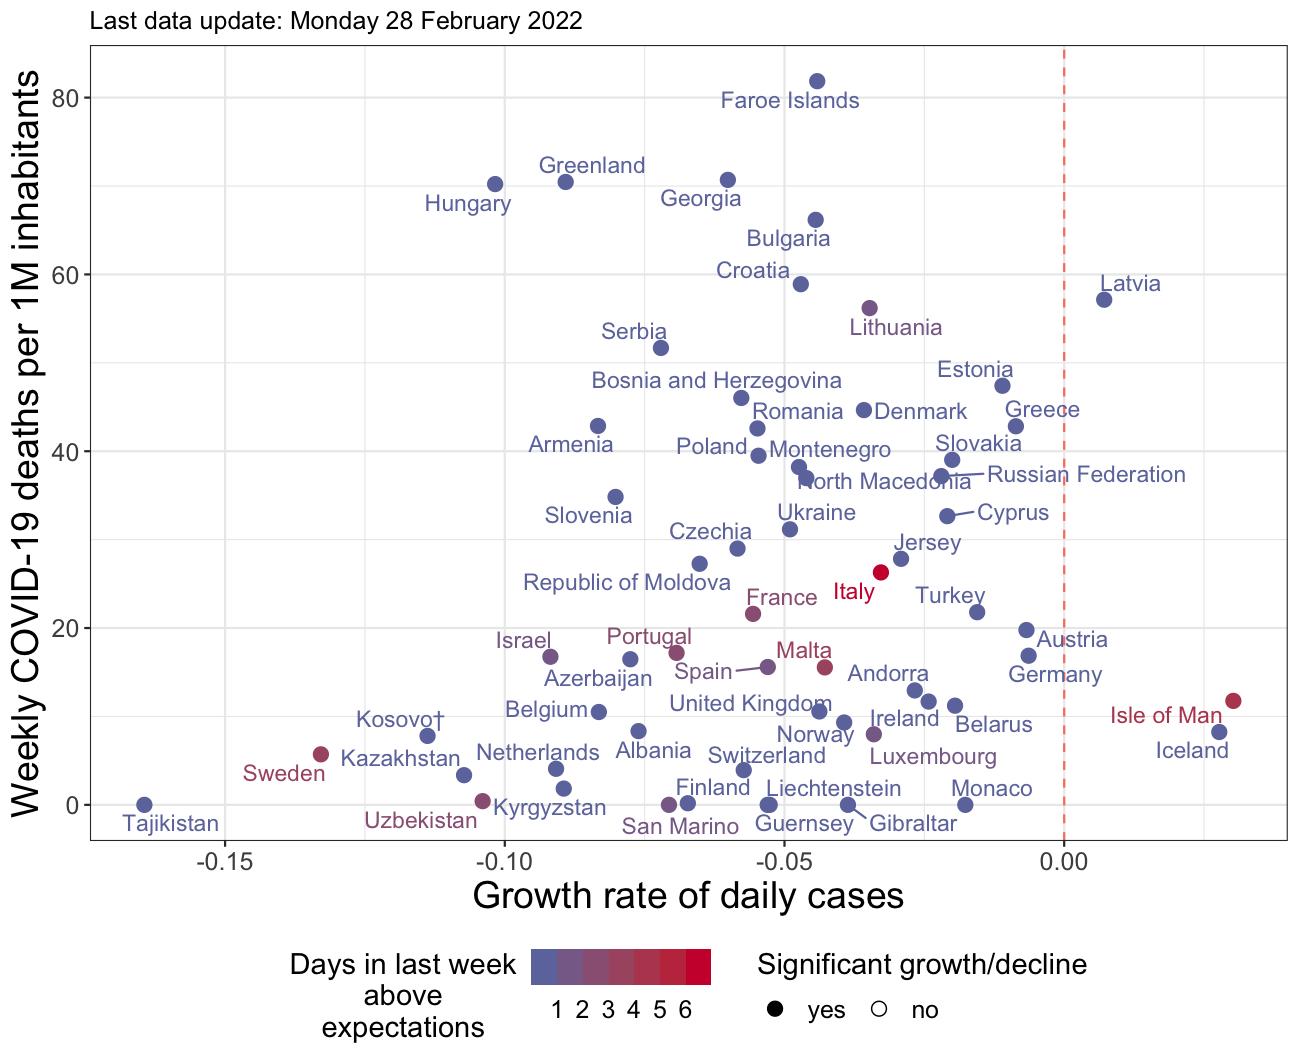 Last data update: Monday 28 February 2022
Weekly COVID-19 deaths per 1M inhabitants
80
60
40
20
0
Faroe Islands
Greenland
Hungary
Georgia
Bulgaria
Croatia
Latvia
Lithuania
Serbia
Estonia
Bosnia and Herzegovina
Romania
Denmark
Greece
Armenia
Poland
Montenegro
Slovakia
North Macedonia
Russian Federation
Slovenia
Ukraine
Cyprus
Czechia
Jersey
Republic of Moldova
Italy
France
Turkey
Israel
Portugal
Austria
Malta
Spain
Azerbaijan
Andorra
Germany
United Kingdom
Belgium
Kosovo†
Ireland
Belarus
Isle of Man
Norway
Albania
Iceland
Kazakhstan
Netherlands
Switzerland
Luxembourg
Sweden
Finland
Liechtenstein
Monaco
Kyrgyzstan
Tajikistan
Uzbekistan
San Marino
Guernsey
Gibraltar
-0.15
-0.10
-0.05
0.00
Growth rate of daily cases
Days in last week
above
expectations
1 2 3 4 5 6
Significant growth/decline
yes no